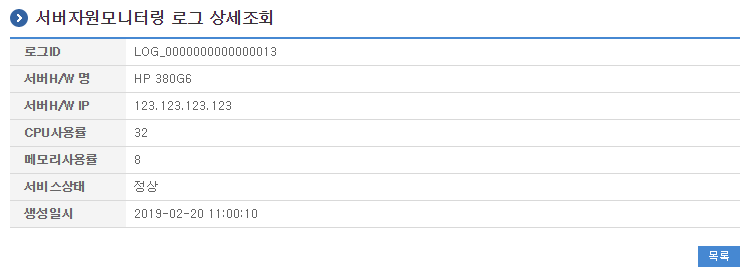 서버자원모니터링 로그 상세조회
로그ID LOG_0000000000000013
서버H/W 명 HP 380G6
서버H/W IP 123.123.123.123
CPU사용률 32
메모리사용률 8
서비스상태 정상
생성일시 2019-02-20 11:00:10
목록